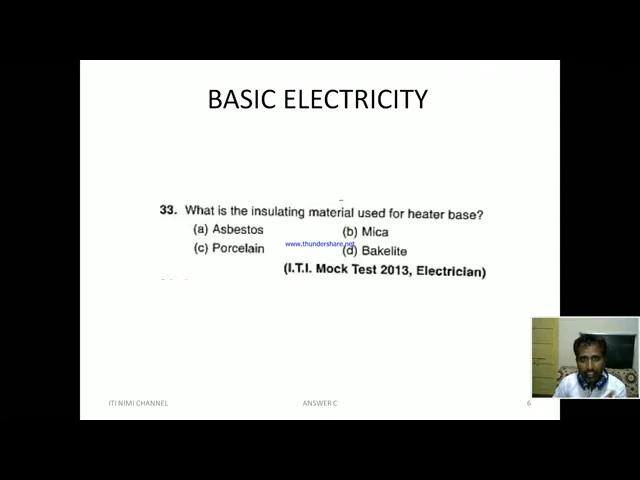 BASIC ELECTRICITY
33. What is the insulating material used for heater base?
(a) Asbestos (b) Mica
(c) Porcelain (d) Bakelite
www.thundershare.net
(I.T.I. Mock Test 2013, Electrician)
ITI NIMI CHANNEL ANSWER C 6